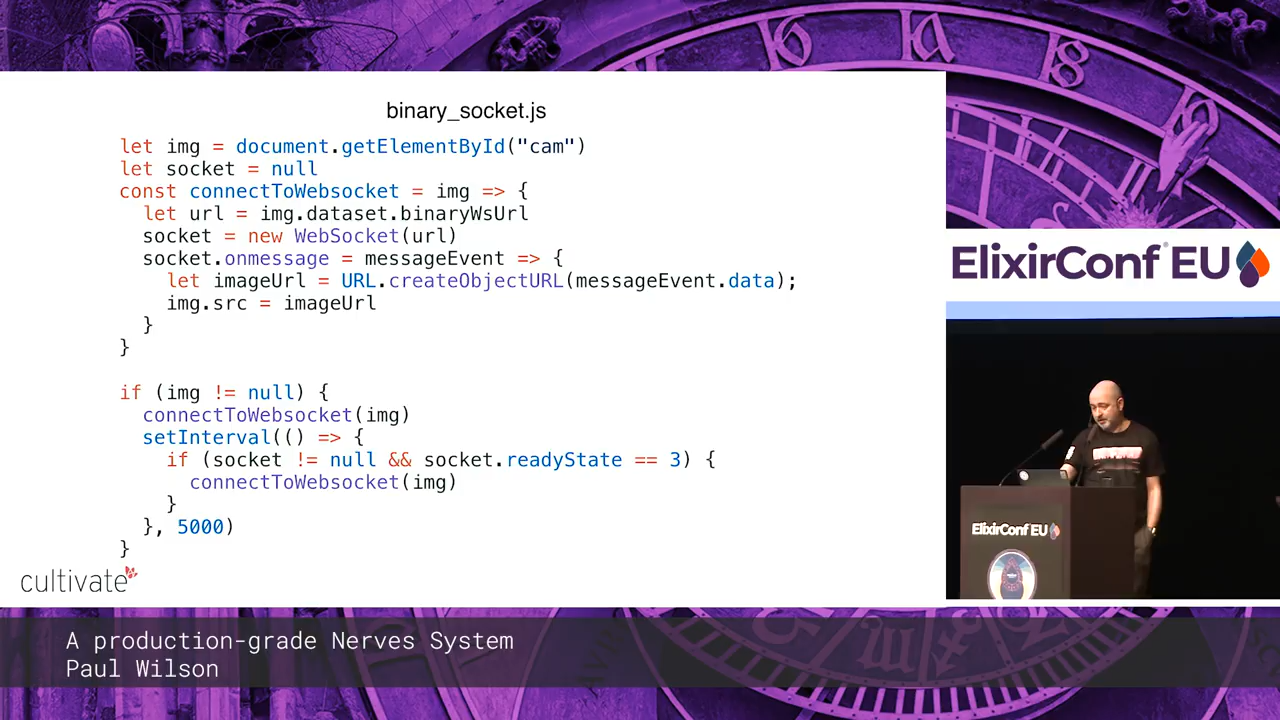 binary_socket.js
let img = document.getElementById("cam")
let socket = null
const connectToWebsocket = img => {
  let url = img.dataset.binaryWsUrl
  socket = new WebSocket(url)
  socket.onmessage = messageEvent => {
    let imageUrl = URL.createObjectURL(messageEvent.data);
    img.src = imageUrl
  }
}
if (img != null) {
  connectToWebsocket(img)
  setInterval(() => {
    if (socket != null && socket.readyState == 3) {
      connectToWebsocket(img)
    }
  }, 5000)
}
cultivate
ElixirConf® EU
ElixirConf EU
A production-grade Nerves System
Paul Wilson